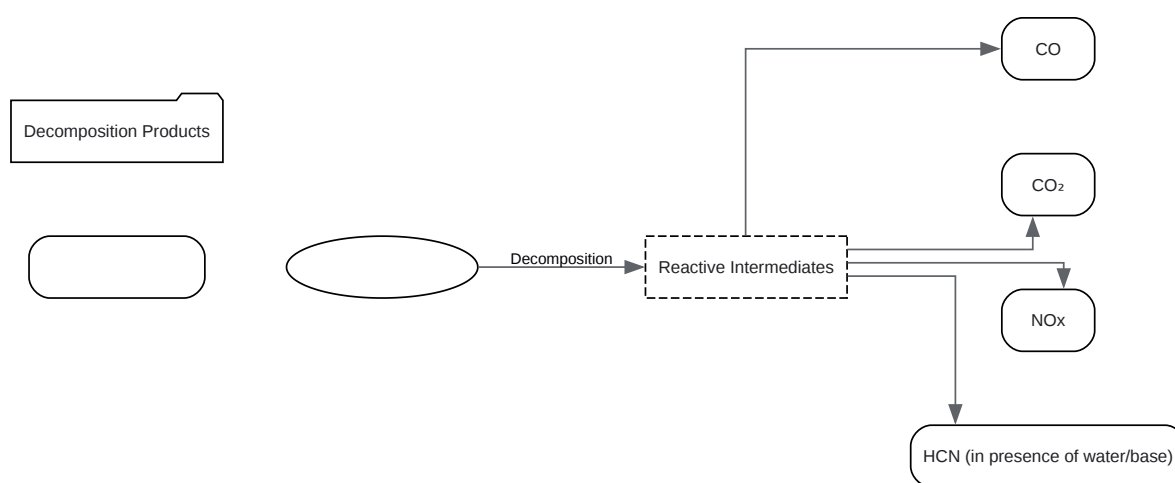 CO
Decomposition Products
CO₂
Decomposition
Reactive Intermediates
NOx
HCN (in presence of water/base)